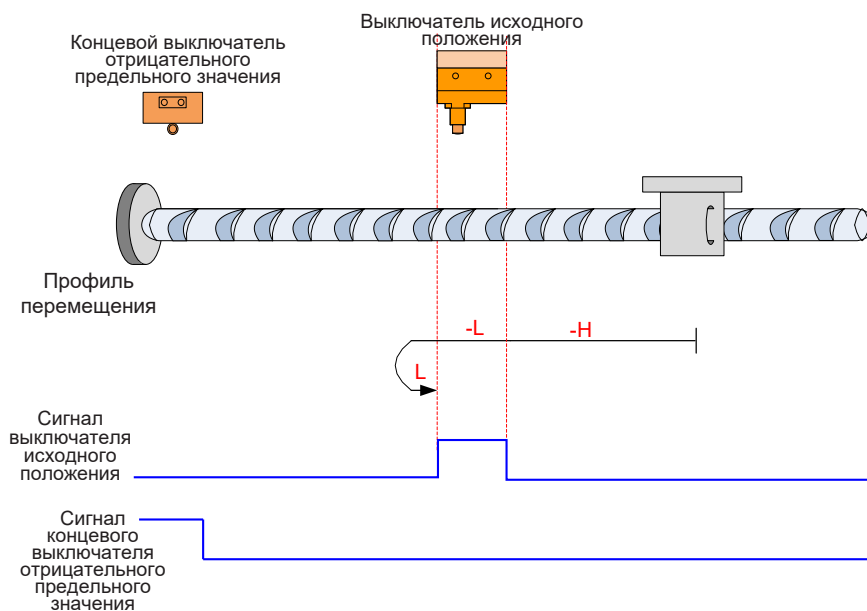 Выключатель исходного
положения
Концевой выключатель
отрицательного
предельного значения
Профиль
перемещения
-L
-H
L
Сигнал
выключателя
исходного
положения
Сигнал
концевого
выключателя
отрицательного
предельного
значения